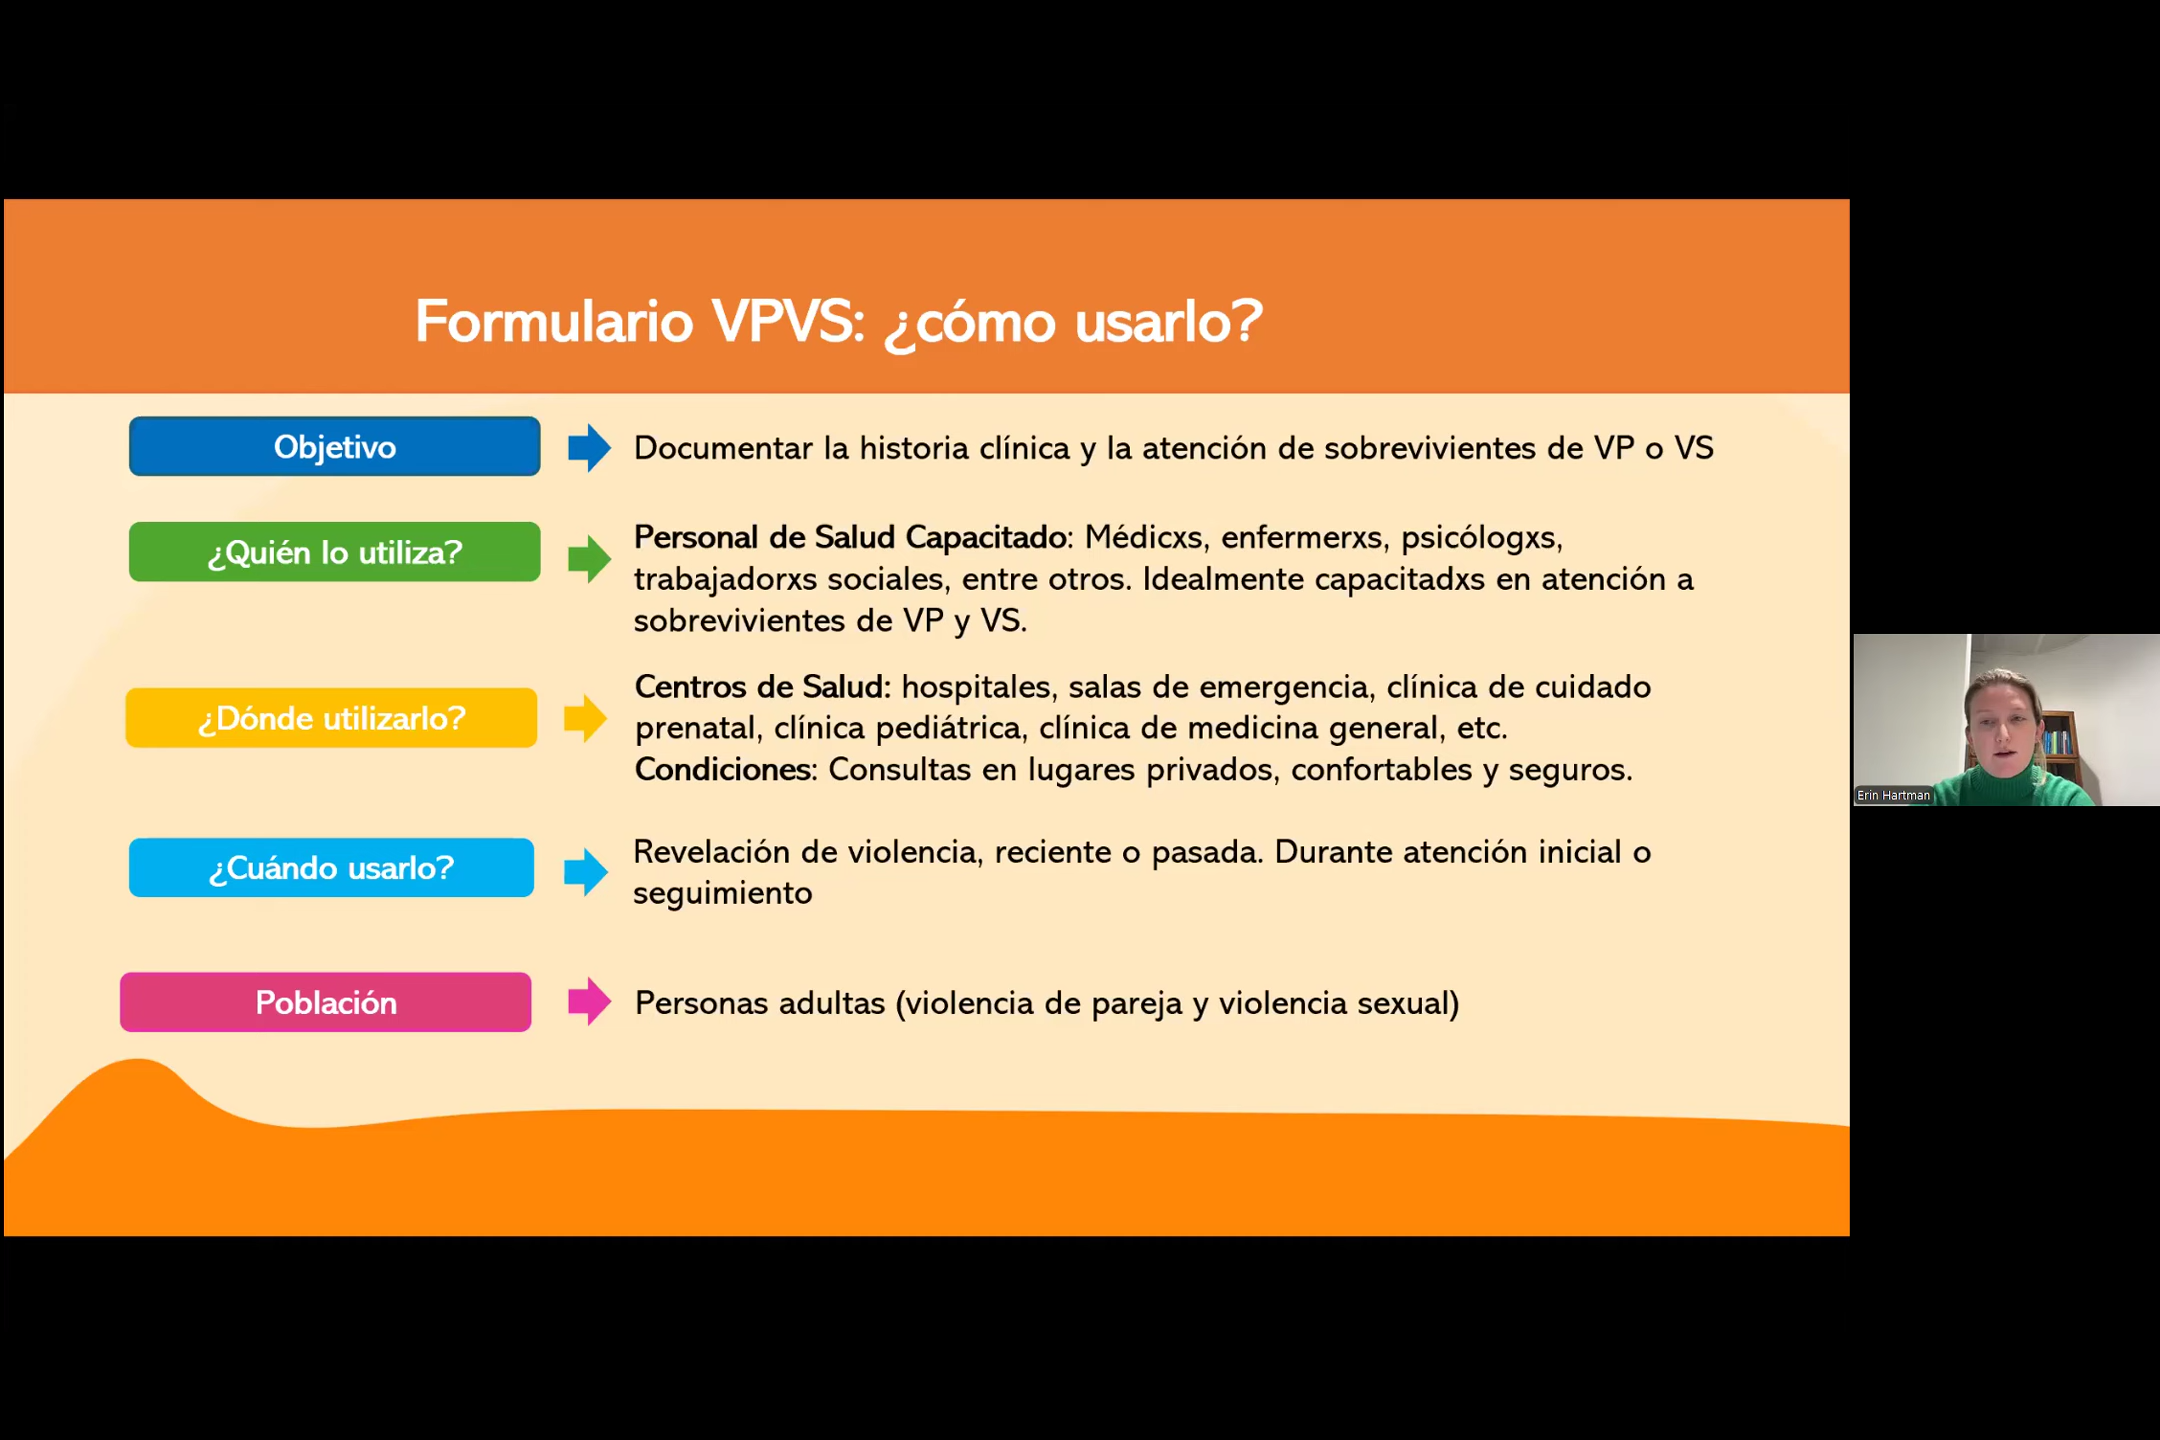 Formulario VPVS: ¿cómo usarlo?
Objetivo
Documentar la historia clínica y la atención de sobrevivientes de VP o VS
¿Quién lo utiliza?
Personal de Salud Capacitado: Médicxs, enfermerxs, psicólogxs,
trabajadorxs sociales, entre otros. Idealmente capacitadxs en atención a
sobrevivientes de VP y VS.
¿Dónde utilizarlo?
Centros de Salud: hospitales, salas de emergencia, clínica de cuidado
prenatal, clínica pediátrica, clínica de medicina general, etc.
Condiciones: Consultas en lugares privados, confortables y seguros.
¿Cuándo usarlo?
Revelación de violencia, reciente o pasada. Durante atención inicial o
seguimiento
Población
Personas adultas (violencia de pareja y violencia sexual)
Erin Hartman